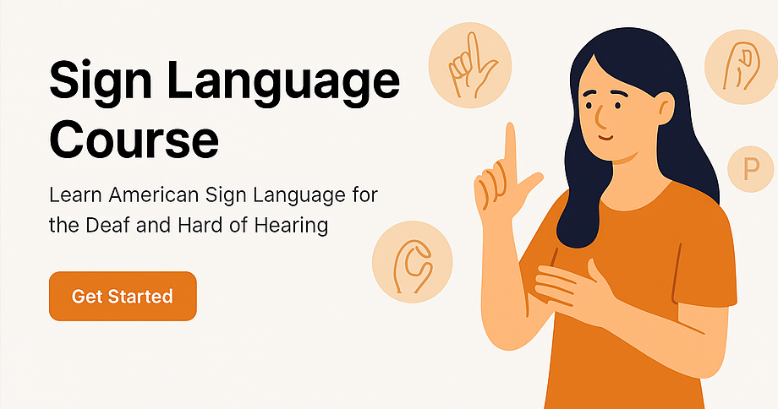 Sign Language
Course
Learn American Sign Language for
the Deaf and Hard of Hearing
Get Started
P